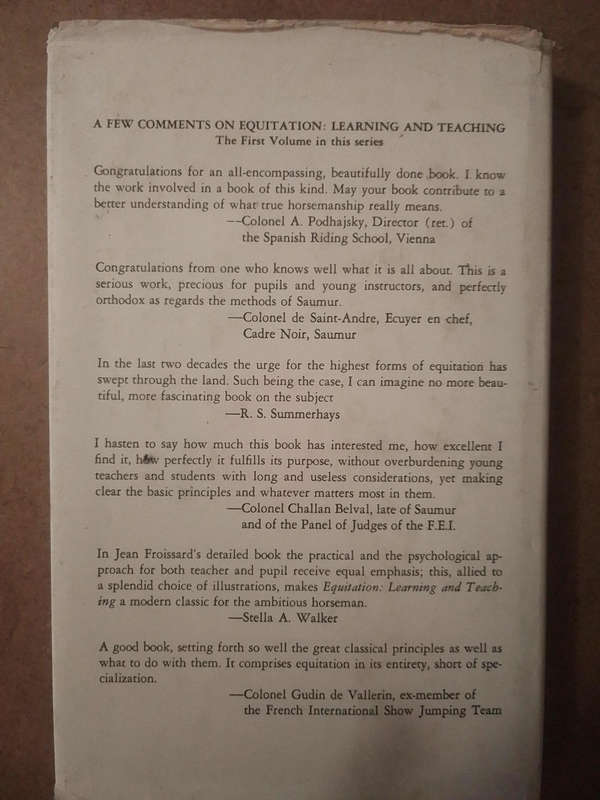 A FEW COMMENTS ON EQUITATION: LEARNING AND TEACHING
The First Volume in this series
Congratulations for an all-encompassing, beautifully done book. I know
the work involved in a book of this kind. May your book contribute to a
better understanding of what true horsemanship really means.
—Colonel A. Podhajsky, Director (ret.) of
the Spanish Riding School, Vienna
Congratulations from one who knows well what it is all about. This is a
serious work, precious for pupils and young instructors, and perfectly
orthodox as regards the methods of Saumur.
—Colonel de Saint-Andre, Ecuyer en chef,
Cadre Noir, Saumur
In the last two decades the urge for the highest forms of equitation has
swept through the land. Such being the case, I can imagine no more beau-
tiful, more fascinating book on the subject
—R. S. Summerhays
I hasten to say how much this book has interested me, how excellent I
find it, how perfectly it fulfills its purpose, without overburdening young
teachers and students with long and useless considerations, yet making
clear the basic principles and whatever matters most in them.
—Colonel Challan Belval, late of Saumur
and of the Panel of Judges of the F.E.I.
In Jean Froissard's detailed book the practical and the psychological ap-
proach for both teacher and pupil receive equal emphasis; this, allied to
a splendid choice of illustrations, makes Equitation: Learning and Teach-
ing a modern classic for the ambitious horseman.
—Stella A. Walker
A good book, setting forth so well the great classical principles as well as
what to do with them. It comprises equitation in its entirety, short of spe-
cialization.
—Colonel Gudin de Vallerin, ex-member of
the French International Show Jumping Team